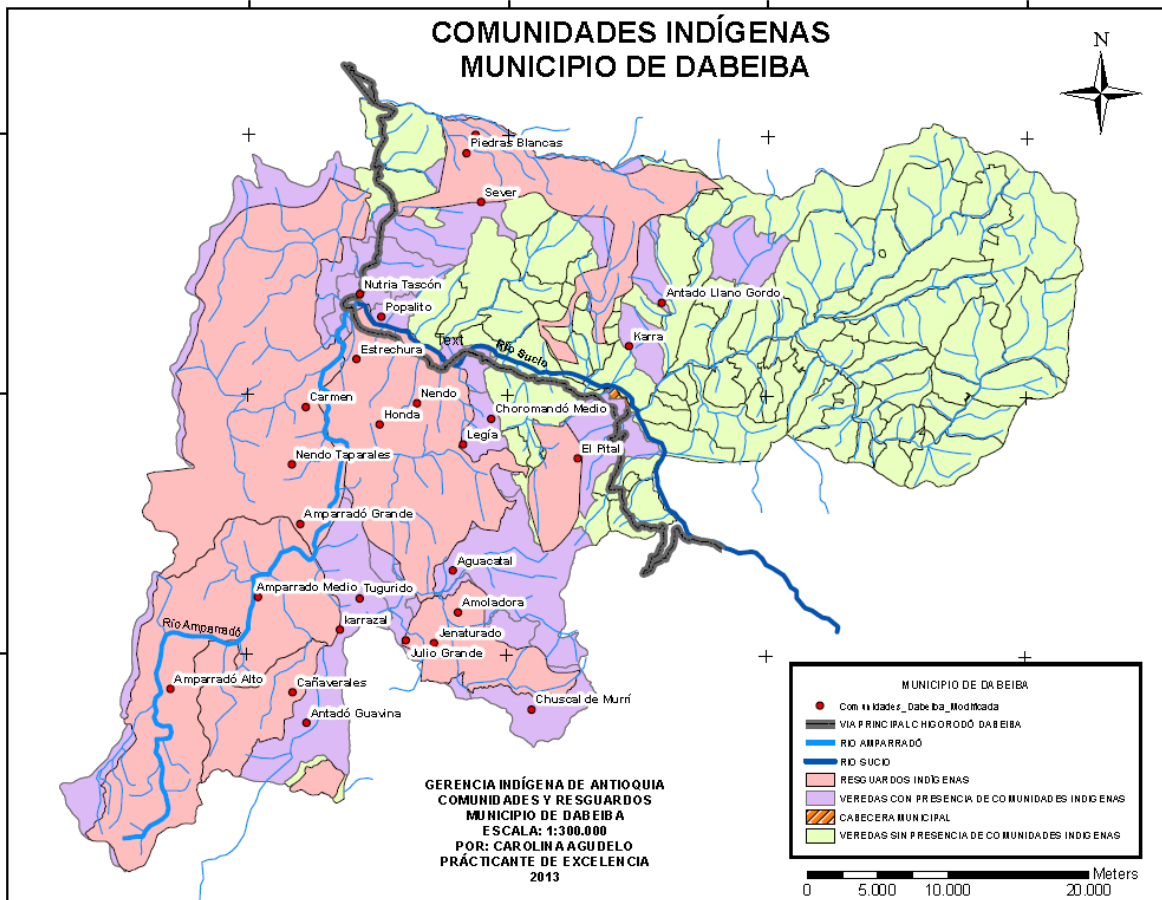 COMUNIDADES INDÍGENAS
MUNICIPIO DE DABEIBA
N
Piedras Blancas
Sever
Nutria Tascón
Antado Llano Gordo
Popalito
Text
Río Sucio
Karra
Estrechura
Nendo
Carmen
Honda
Choromandó Medio
Legía
El Pital
Nendo Taparales
Amparradó Grande
Aguacatal
Amparrado Medio
Tugurido
Amoladora
Río Amparradó
karrazal
Jenaturado
Julio Grande
Amparradó Alto
Cañaverales
Chuscal de Murrí
Antadó Guavina
GERENCIA INDÍGENA DE ANTIOQUIA
COMUNIDADES Y RESGUARDOS
MUNICIPIO DE DABEIBA
ESCALA: 1:300.000
POR: CAROLINA AGUDELO
PRÁCTICANTE DE EXCELENCIA
2013
MUNICIPIO DE DABEIBA
Comunidades_Dabeiba_Modificada
VIA PRINCIPAL CHIGORODÓ DABEIBA
RIO AMPARRADÓ
RIO SUCIO
RESGUARDOS INDÍGENAS
VEREDAS CON PRESENCIA DE COMUNIDADES INDIGENAS
CABECERA MUNICIPAL
VEREDAS SIN PRESENCIA DE COMUNIDADES INDIGENAS
Meters
0 5.000 10.000 20.000